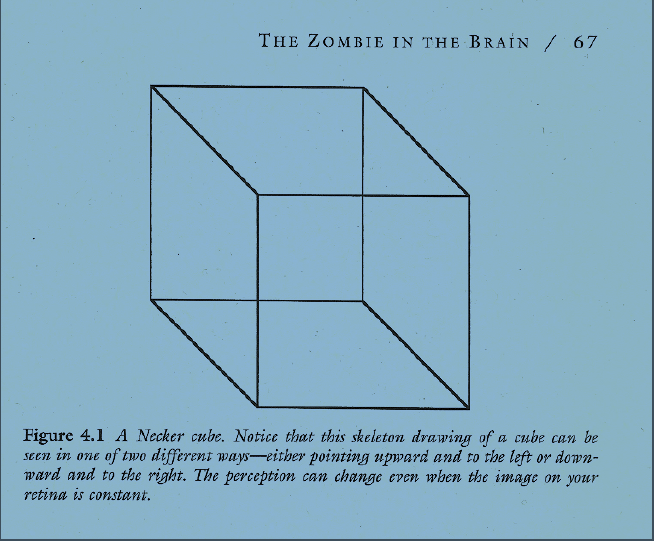 THE ZOMBIE IN THE BRAIN / 67
Figure 4.1 A Necker cube. Notice that this skeleton drawing of a cube can be
seen in one of two different ways—either pointing upward and to the left or down-
ward and to the right. The perception can change even when the image on your
retina is constant.